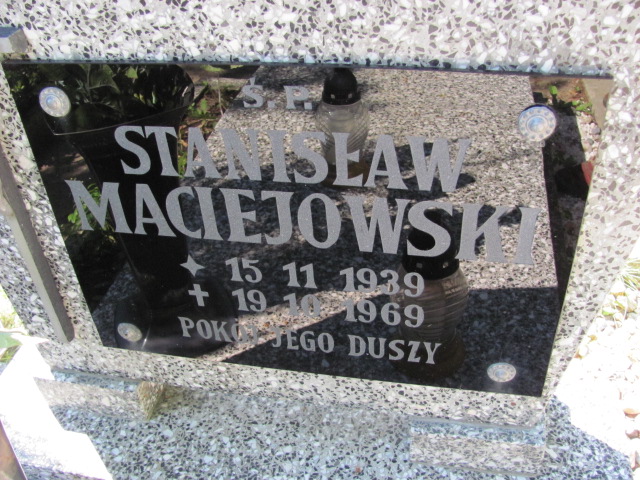 Ś.P.
STANISŁAW
MACIEJOWSKI
15 11 1939
19 10 1969
POKÓJ JEGO DUSZY